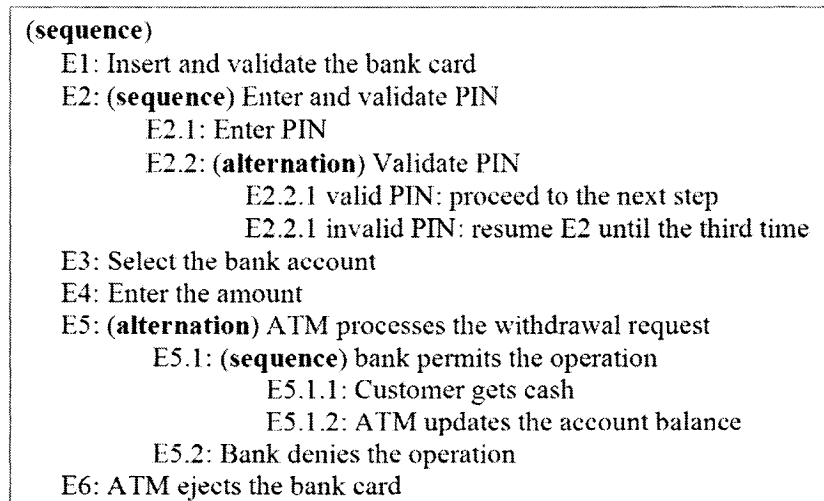 (sequence)
E1: Insert and validate the bank card
E2: (sequence) Enter and validate PIN
E2.1: Enter PIN
E2.2: (alternation) Validate PIN
E2.2.1 valid PIN: proceed to the next step
E2.2.1 invalid PIN: resume E2 until the third time
E3: Select the bank account
E4: Enter the amount
E5: (alternation) ATM processes the withdrawal request
E5.1: (sequence) bank permits the operation
E5.1.1: Customer gets cash
E5.1.2: ATM updates the account balance
E5.2: Bank denies the operation
E6: ATM ejects the bank card